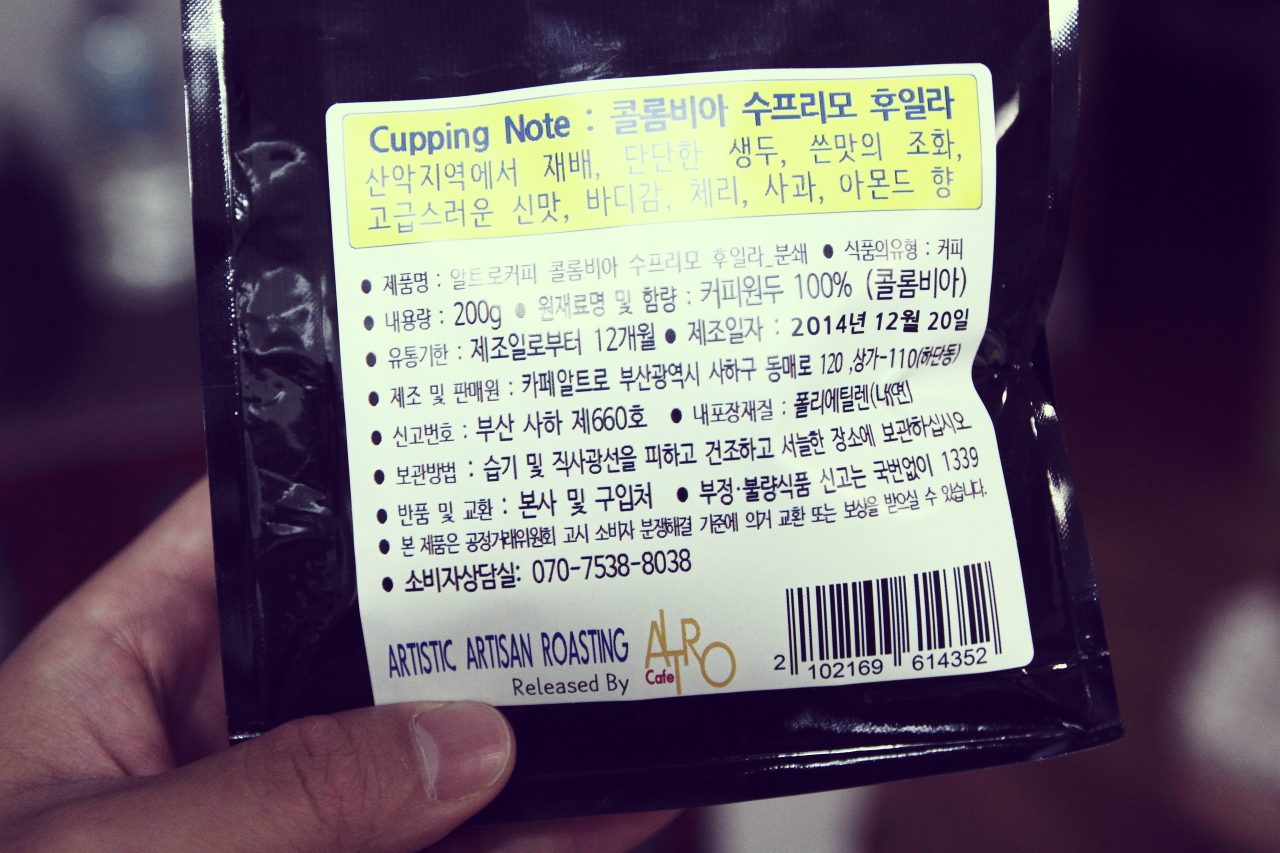 Cupping Note : 콜롬비아 수프리모 후일라
산악지역에서 재배, 단단한 생두, 쓴맛의 조화,
고급스러운 신맛, 바디감, 체리, 사과, 아몬드 향
● 제품명 : 알트로커피 콜롬비아 수프리모 후일라_분쇄 ● 식품의유형 : 커피
● 내용량 : 200g ● 원재료명 및 함량 : 커피원두 100% (콜롬비아)
● 유통기한 : 제조일로부터 12개월 ● 제조일자 : 2014년 12월 20일
● 제조 및 판매원 : 카페알트로 부산광역시 사하구 동매로 120 ,상가-110(하단동)
● 신고번호 : 부산 사하 제660호 ● 내포장재질 : 폴리에틸렌(내면)
● 보관방법 : 습기 및 직사광선을 피하고 건조하고 서늘한 장소에 보관하십시오
● 반품 및 교환 : 본사 및 구입처 ● 부정·불량식품 신고는 국번없이 1339
● 본 제품은 공정거래위원회 고시 소비자 분쟁해결 기준에 의거 교환 또는 보상을 받으실 수 있습니다.
● 소비자상담실: 070-7538-8038
ARTISTIC ARTISAN ROASTING
Released By
ALTRO
Cafe
2 102169 614352